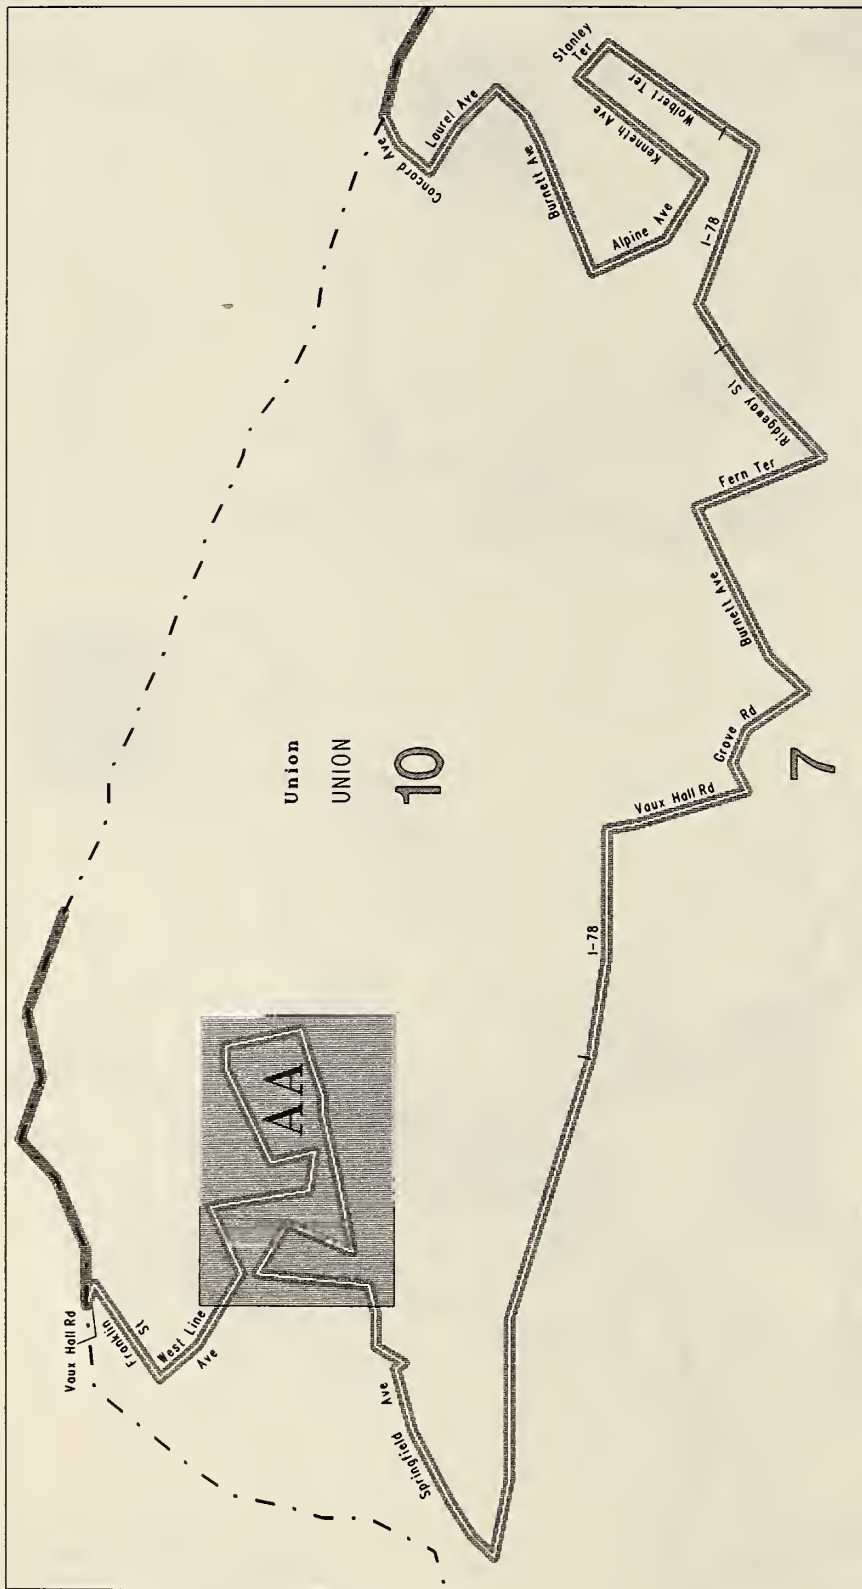 Vaux Hall Rd
Franklin
St
West Line
Ave
AA
Springfield
Ave
Union
UNION
10
I-78
Vaux Hall Rd
Grove Rd
7
Burnett Ave
Fern Ter
Ridgeway St
I-78
Alpine Ave
Burnett Ave
Kenneth Ave
Wolbert Ter
Stanley
Ter
Laurel Ave
Concord Ave